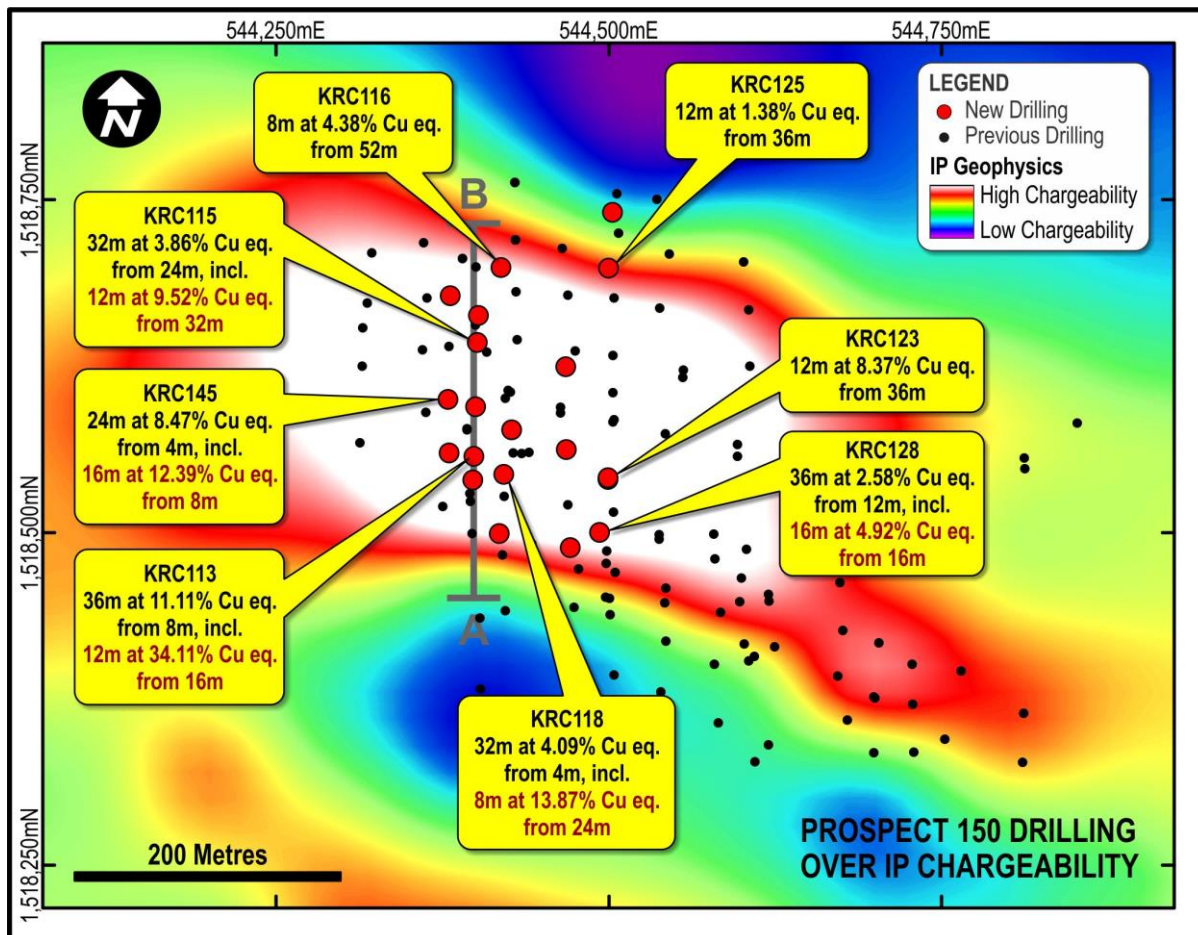 544,250mE
544,500mE
544,750mE
1,518,750mN
1,518,500mN
1,518,250mN
N
KRC116
8m at 4.38% Cu eq.
from 52m
KRC125
12m at 1.38% Cu eq.
from 36m
LEGEND
New Drilling
Previous Drilling
IP Geophysics
High Chargeability
Low Chargeability
B
KRC115
32m at 3.86% Cu eq.
from 24m, incl.
12m at 9.52% Cu eq.
from 32m
KRC123
12m at 8.37% Cu eq.
from 36m
KRC145
24m at 8.47% Cu eq.
from 4m, incl.
16m at 12.39% Cu eq.
from 8m
KRC128
36m at 2.58% Cu eq.
from 12m, incl.
16m at 4.92% Cu eq.
from 16m
KRC113
36m at 11.11% Cu eq.
from 8m, incl.
12m at 34.11% Cu eq.
from 16m
A
KRC118
32m at 4.09% Cu eq.
from 4m, incl.
8m at 13.87% Cu eq.
from 24m
200 Metres
PROSPECT 150 DRILLING
OVER IP CHARGEABILITY